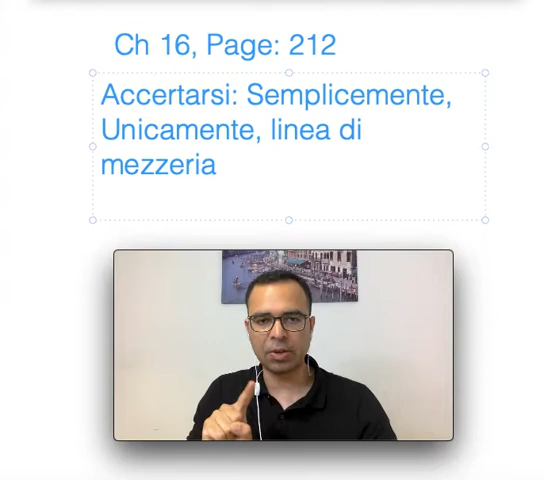 Ch 16, Page: 212
Accertarsi: Semplicemente,
Unicamente, linea di
mezzeria